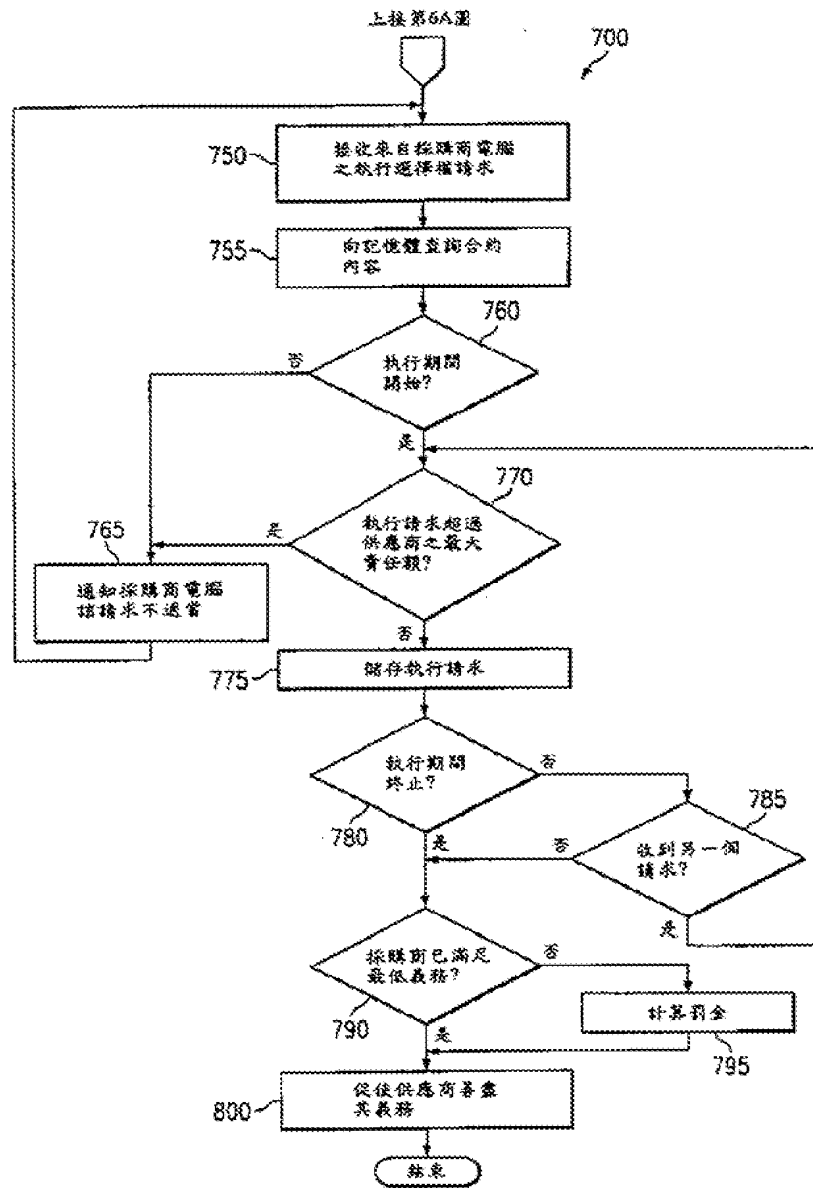 上接第6A圖
700
750
接收來自採購商電腦
之執行選擇權請求
755
向記憶體查詢合約
內容
760
執行期間
開始?
否
是
770
執行請求超過
供應商之最大
責任額?
是
765
通知採購商電腦
該請求不適當
否
775
儲存執行請求
執行期間
終止?
否
780
是
785
收到另一個
請求?
否
是
採購商已滿足
最低義務?
否
790
是
計算罰金
795
800
促使供應商善盡
其義務
結束